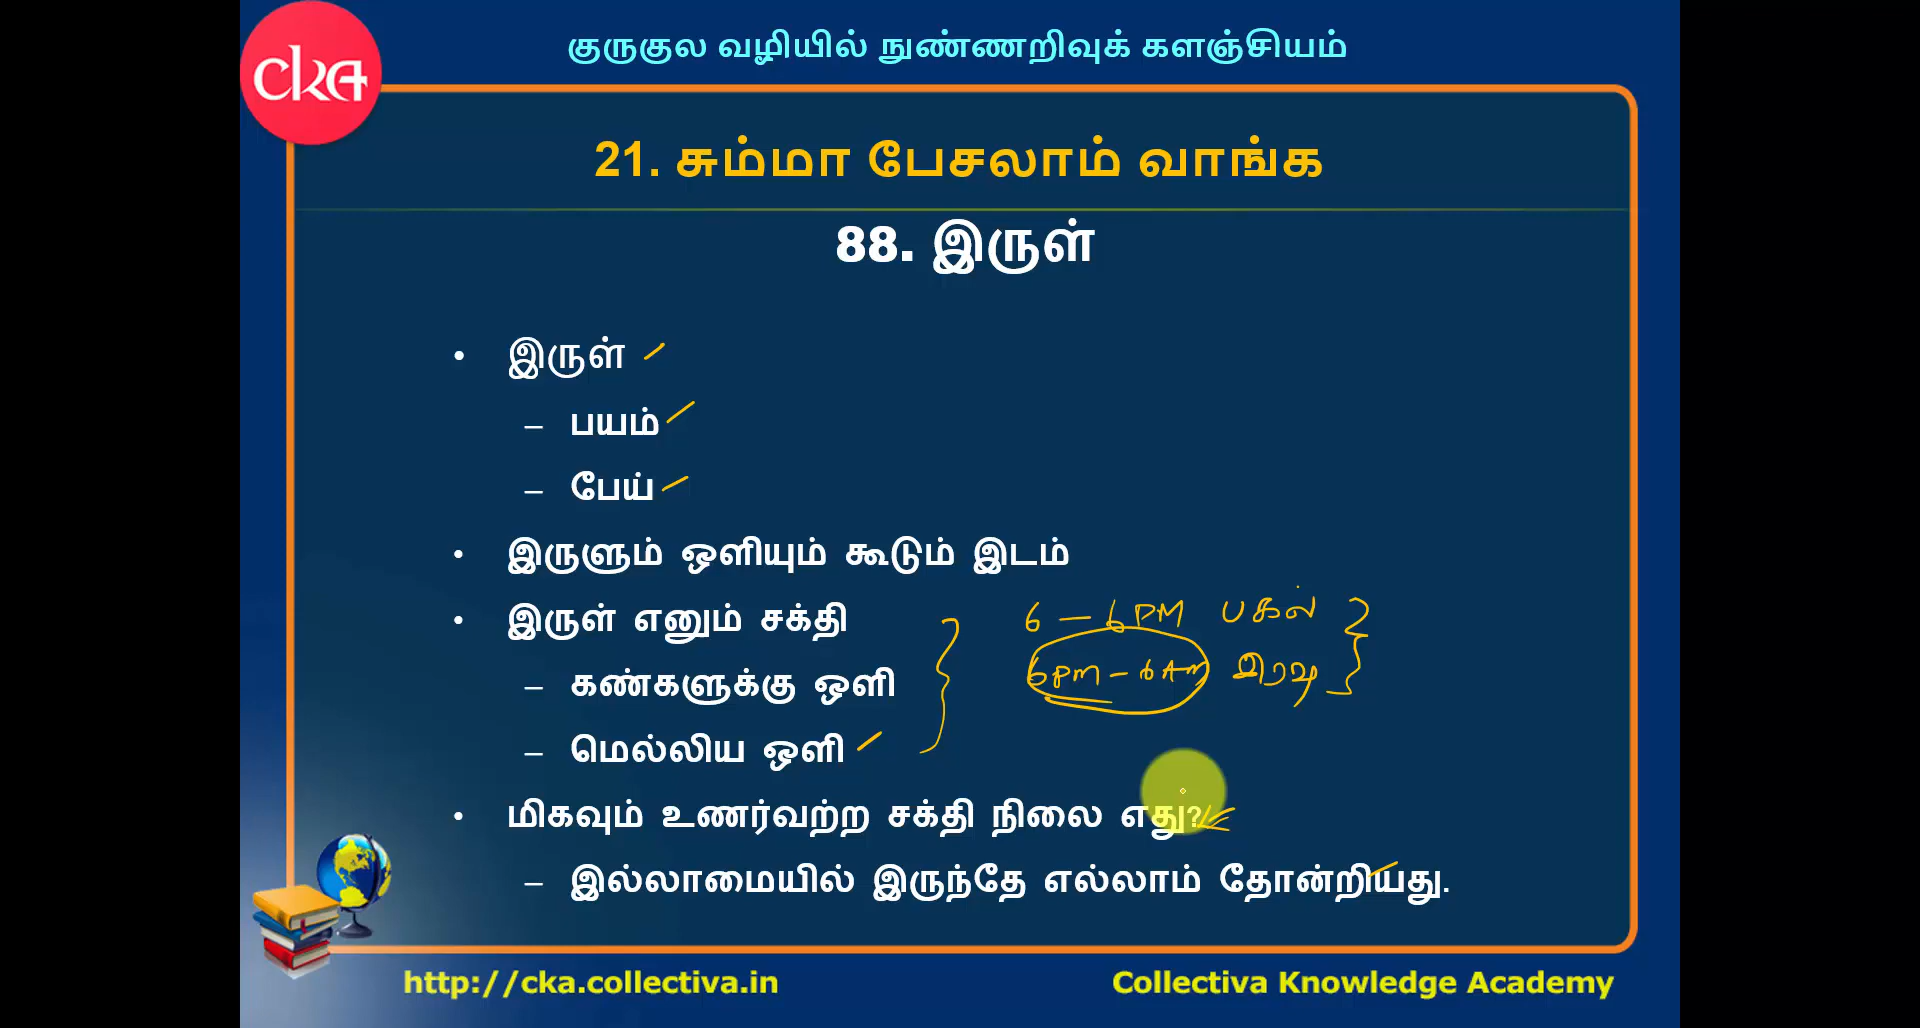 CKA
குருகுல வழியில் நுண்ணறிவுக் களஞ்சியம்
21. சும்மா பேசலாம் வாங்க
88. இருள்
• இருள்
– பயம்
– பேய்
• இருளும் ஒளியும் கூடும் இடம்
• இருள் எனும் சக்தி
6 – 6PM பகல்
– கண்களுக்கு ஒளி
6PM – 6AM இரவு
– மெல்லிய ஒளி
• மிகவும் உணர்வற்ற சக்தி நிலை எது?
– இல்லாமையில் இருந்தே எல்லாம் தோன்றியது.
http://cka.collectiva.in
Collectiva Knowledge Academy